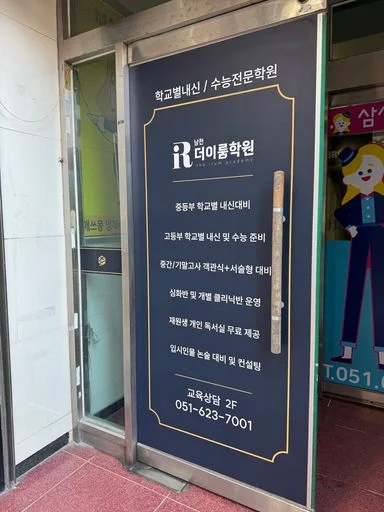 학교별내신 / 수능전문학원
남천
더이룸학원
the irum academy
중등부 학교별 내신대비
고등부 학교별 내신 및 수능 준비
중간/기말고사 객관식+서술형 대비
심화반 및 개별 클리닉반 운영
재원생 개인 독서실 무료 제공
입시인물 논술 대비 및 컨설팅
교육상담 2F
051-623-7001
삼
T.051.